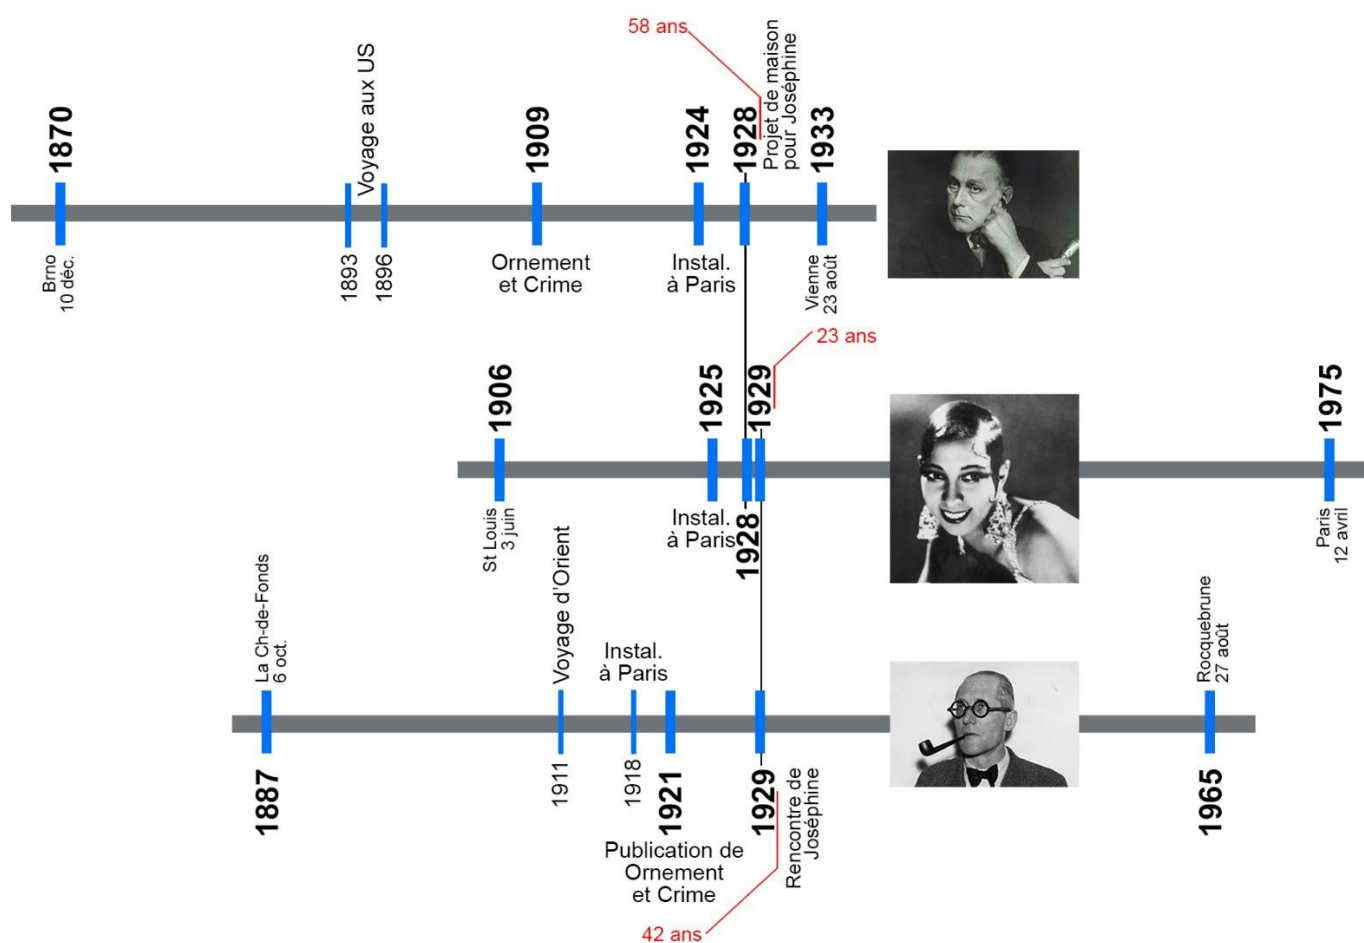 58 ans
1870
Voyage aux US
1909
1924
1928
Projet de maison
pour Joséphine
1933
Brno
10 déc.
1893
1896
Ornement
et Crime
Instal.
à Paris
Vienne
23 août
23 ans
1906
1925
1929
1975
St Louis
3 juin
Instal.
à Paris
1928
Paris
12 avril
La Ch-de-Fonds
6 oct.
Voyage d'Orient
Instal.
à Paris
Rocquebrune
27 août
1887
1911
1918
1921
1929
Rencontre de
Joséphine
1965
Publication de
Ornement
et Crime
42 ans